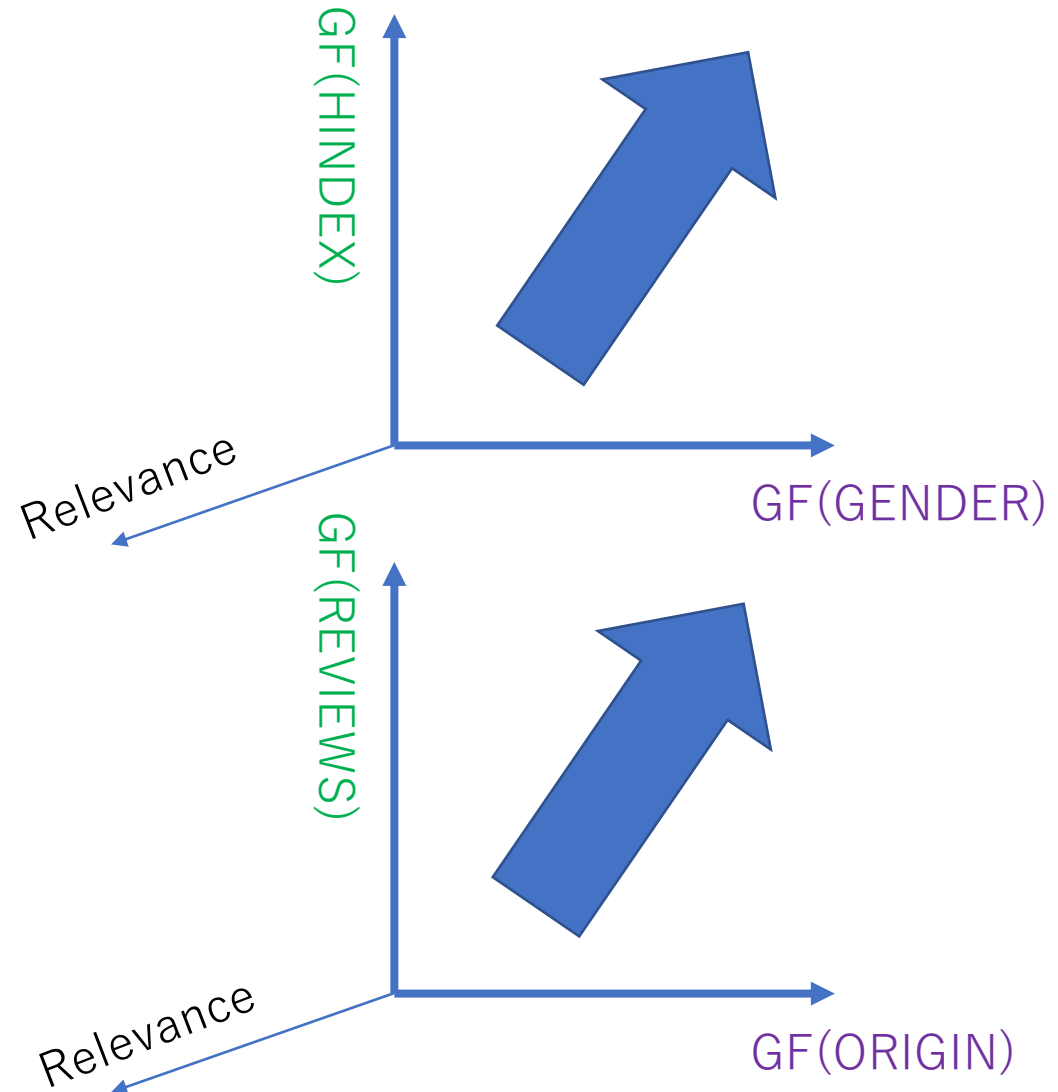 GF(HINDEX)
Relevance
GF(GENDER)
GF(REVIEWS)
Relevance
GF(ORIGIN)